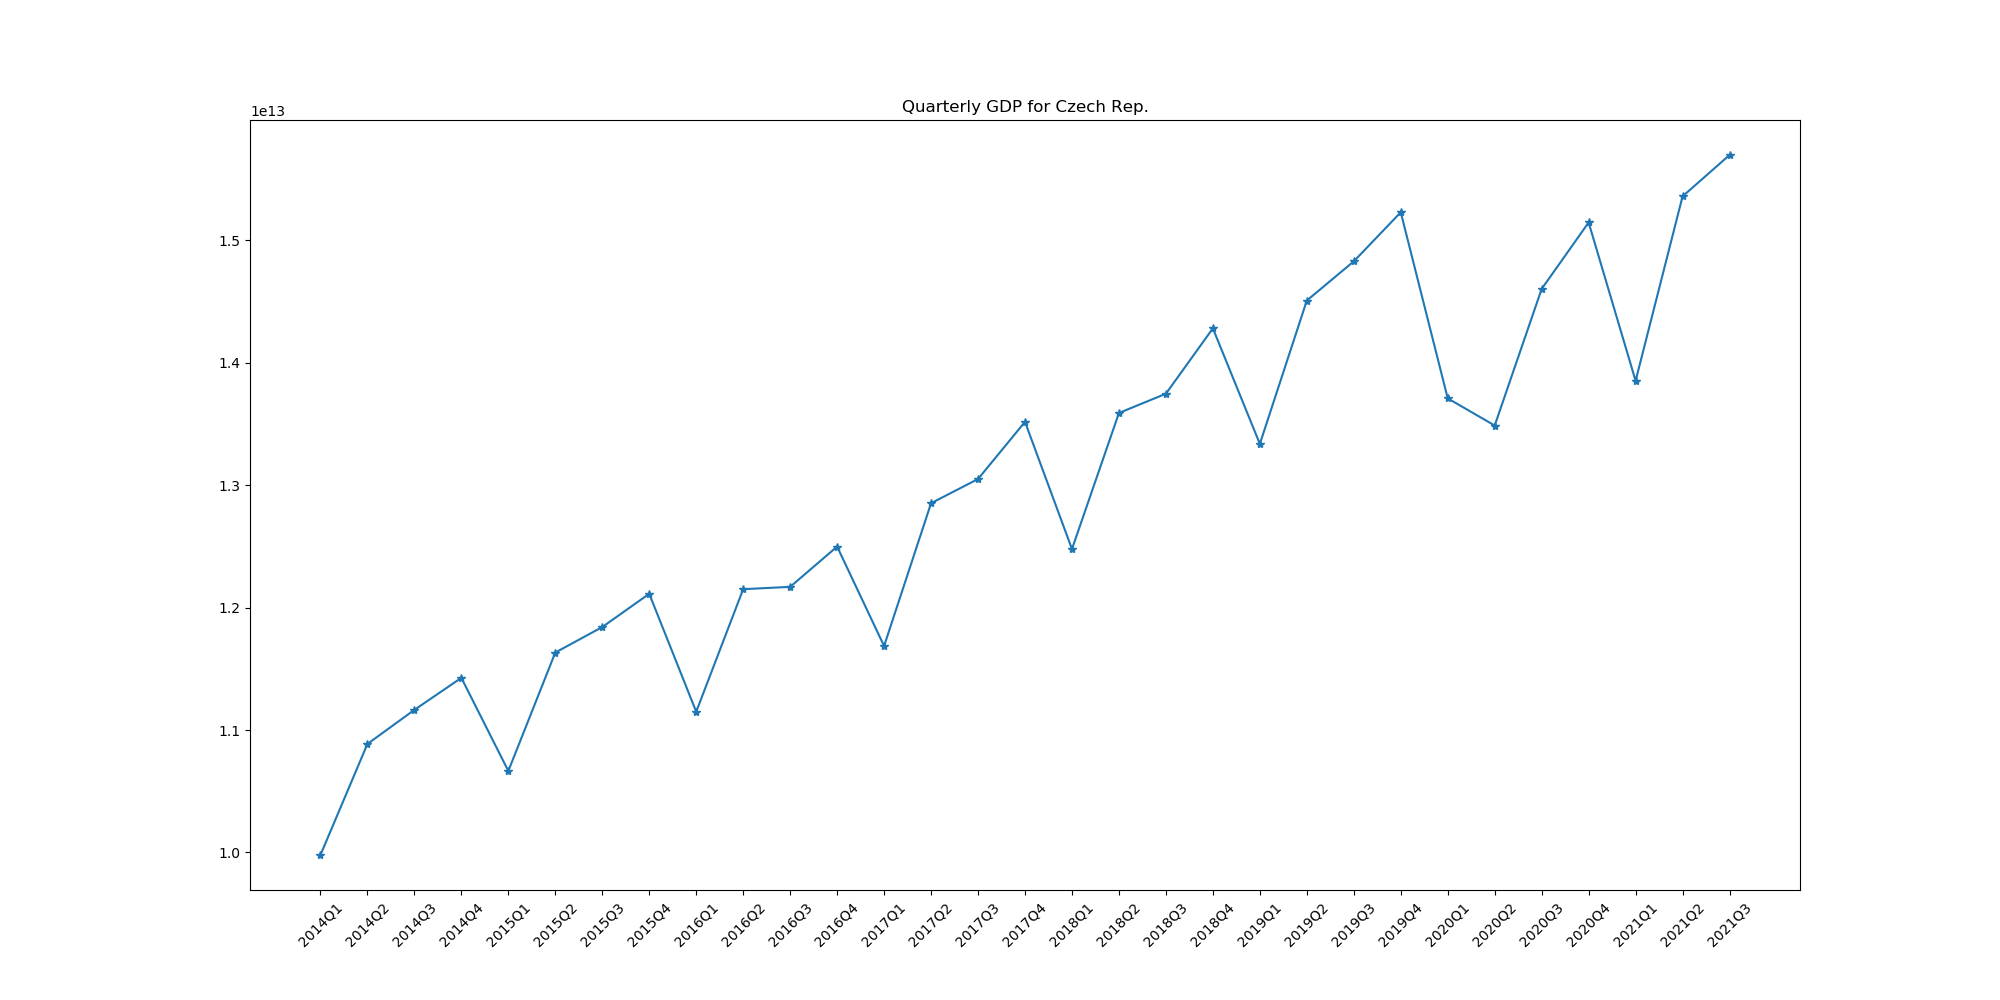 Quarterly GDP for Czech Rep.
1e13
1.5
1.4
1.3
1.2
1.1
1.0
2014Q1
2014Q2
2014Q3
2014Q4
2015Q1
2015Q2
2015Q3
2015Q4
2016Q1
2016Q2
2016Q3
2016Q4
2017Q1
2017Q2
2017Q3
2017Q4
2018Q1
2018Q2
2018Q3
2018Q4
2019Q1
2019Q2
2019Q3
2019Q4
2020Q1
2020Q2
2020Q3
2020Q4
2021Q1
2021Q2
2021Q3